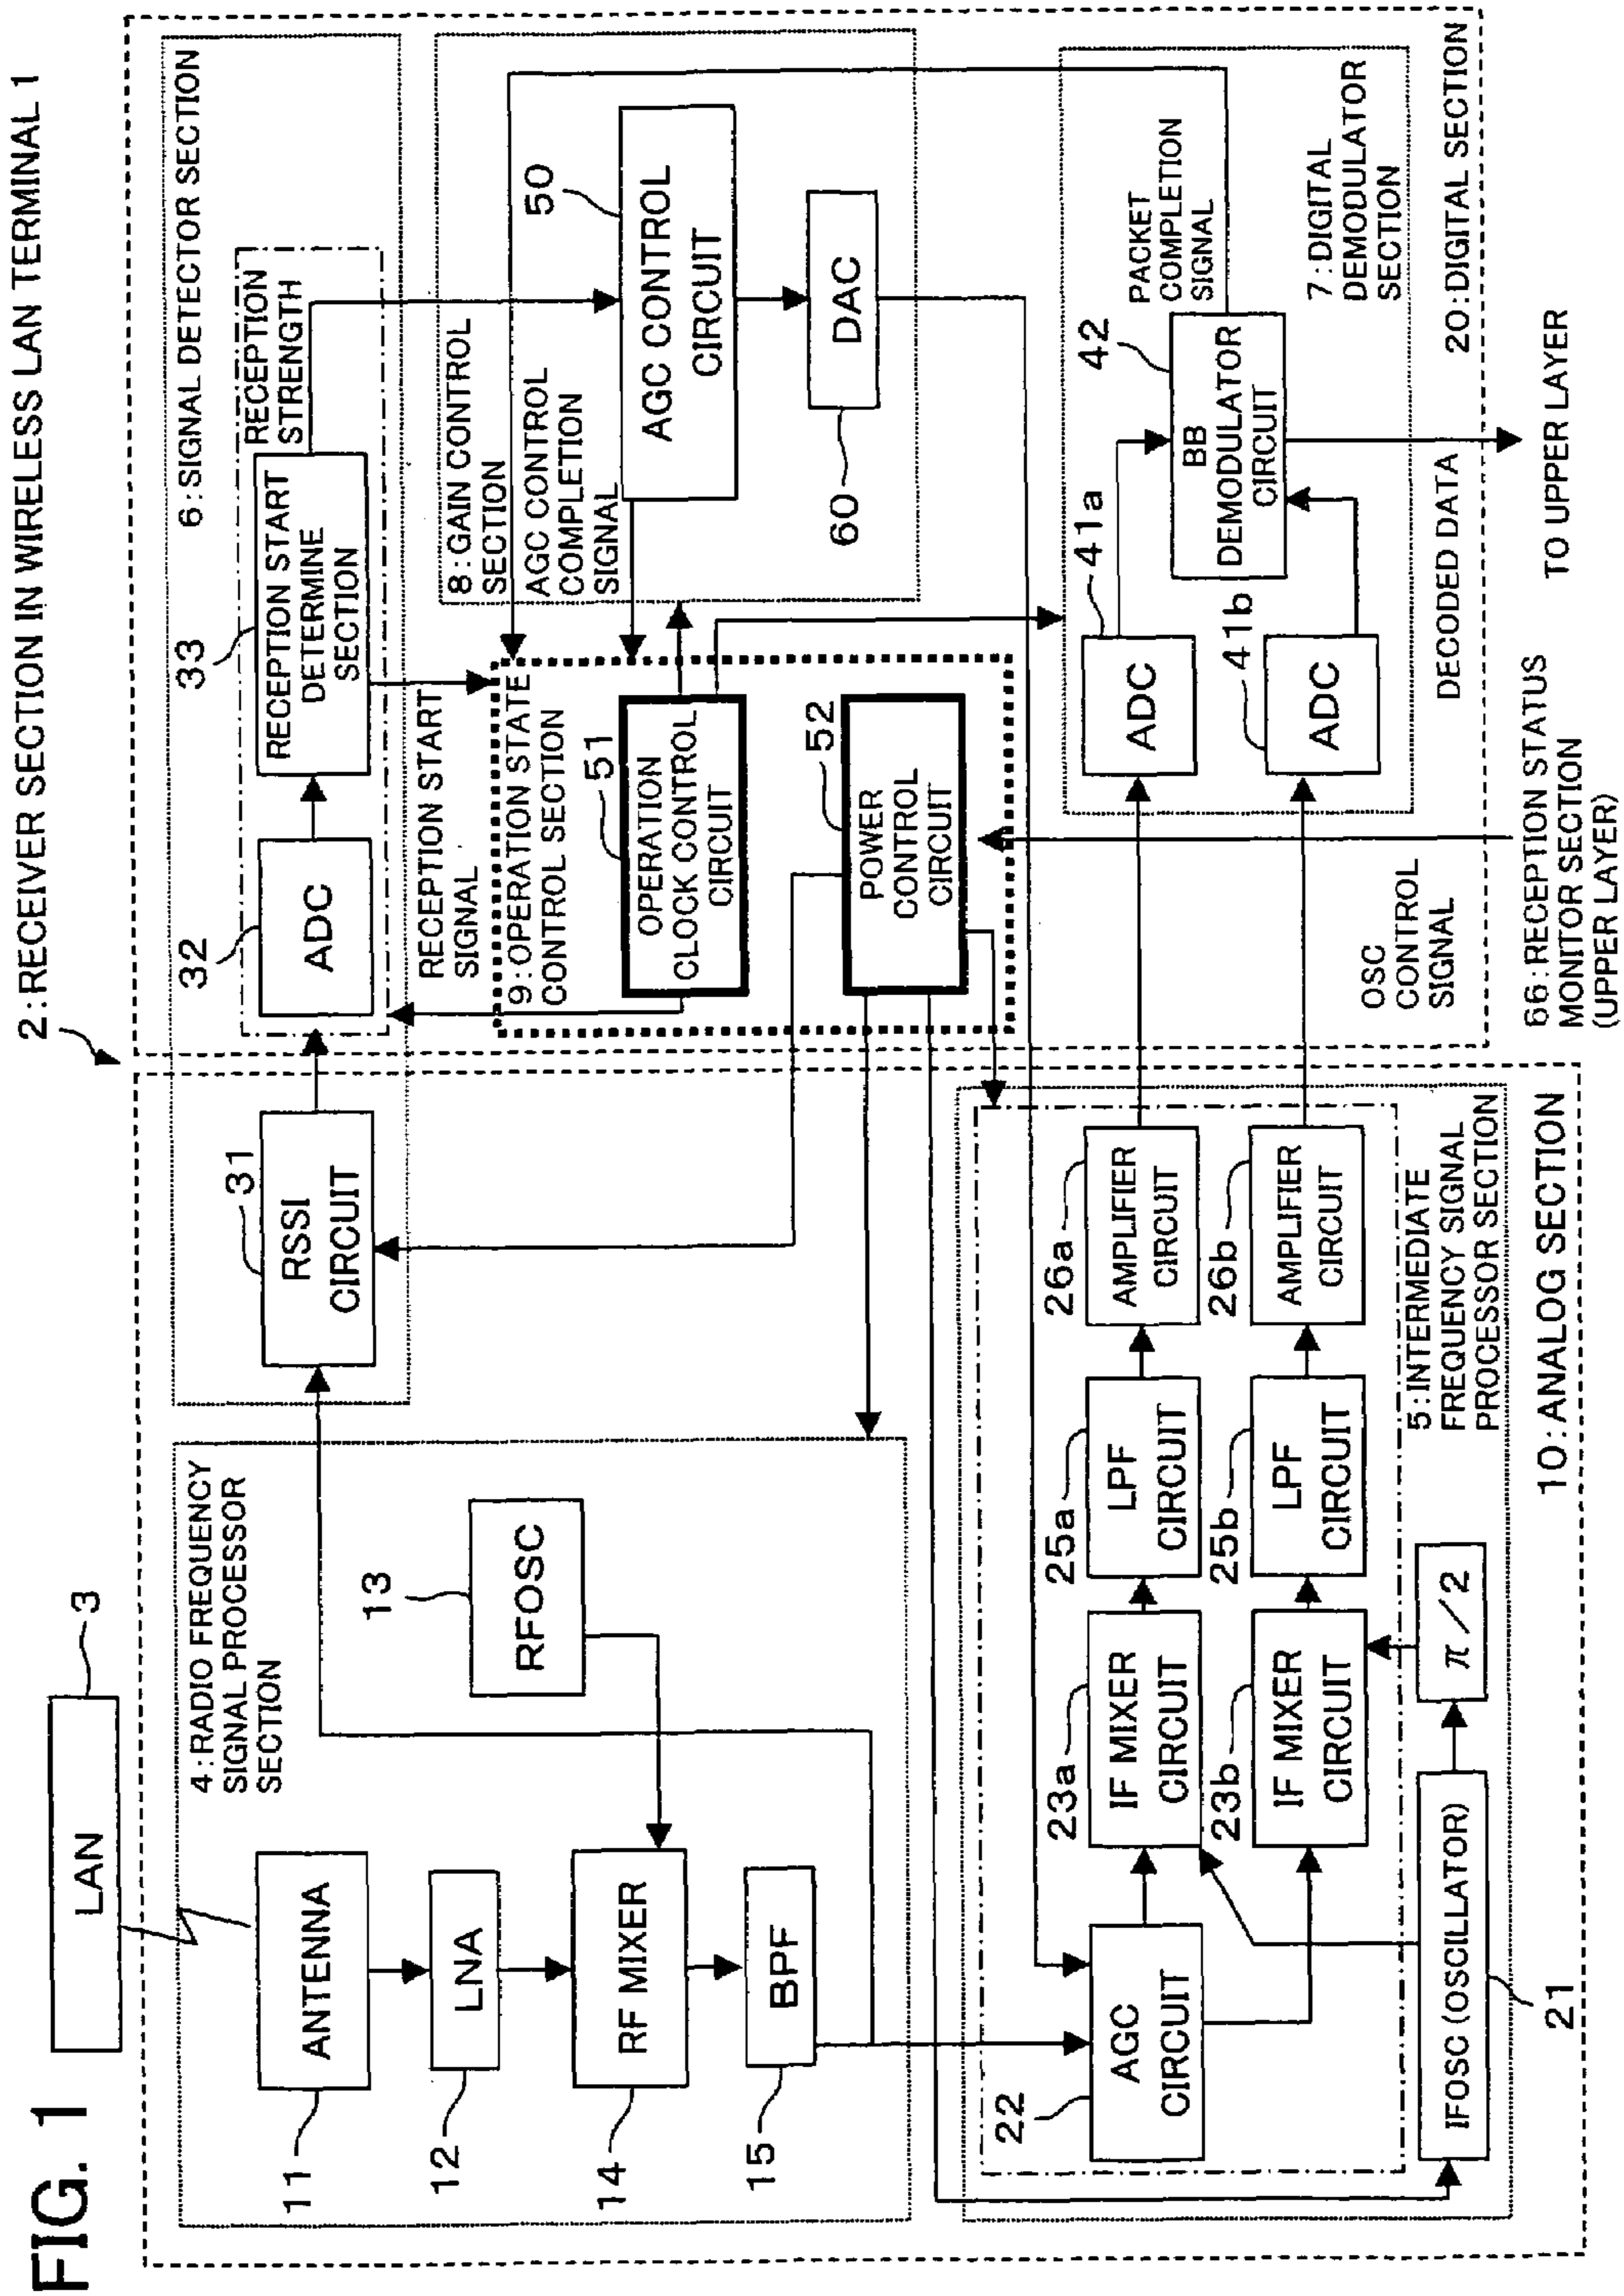 FIG. 1
2:RECEIVER SECTION IN WIRELESS LAN TERMINAL 1
LAN
3
4:RADIO FREQUENCY
SIGNAL PROCESSOR
SECTION
ANTENNA
11
LNA
12
RFOSC
13
RF MIXER
14
BPF
15
RSSI
CIRCUIT
31
6:SIGNAL DETECTOR SECTION
ADC
32
RECEPTION START
DETERMINE
SECTION
33
RECEPTION
STRENGTH
RECEPTION START
SIGNAL
8:GAIN CONTROL
SECTION
AGC CONTROL
COMPLETION
SIGNAL
AGC CONTROL
CIRCUIT
50
DAC
60
9:OPERATION STATE
CONTROL SECTION
OPERATION
CLOCK CONTROL
CIRCUIT
51
POWER
CONTROL
CIRCUIT
52
AGC
CIRCUIT
22
IF MIXER
CIRCUIT
23a
LPF
CIRCUIT
25a
AMPLIFIER
CIRCUIT
26a
IF MIXER
CIRCUIT
23b
LPF
CIRCUIT
25b
AMPLIFIER
CIRCUIT
26b
IFOSC (OSCILLATOR)
21
π/2
5:INTERMEDIATE
FREQUENCY SIGNAL
PROCESSOR SECTION
10:ANALOG SECTION
ADC
41a
ADC
41b
BB
DEMODULATOR
CIRCUIT
42
PACKET
COMPLETION
SIGNAL
7:DIGITAL
DEMODULATOR
SECTION
DECODED DATA
OSC
CONTROL
SIGNAL
20:DIGITAL SECTION
66:RECEPTION STATUS
MONITOR SECTION
(UPPER LAYER)
TO UPPER LAYER